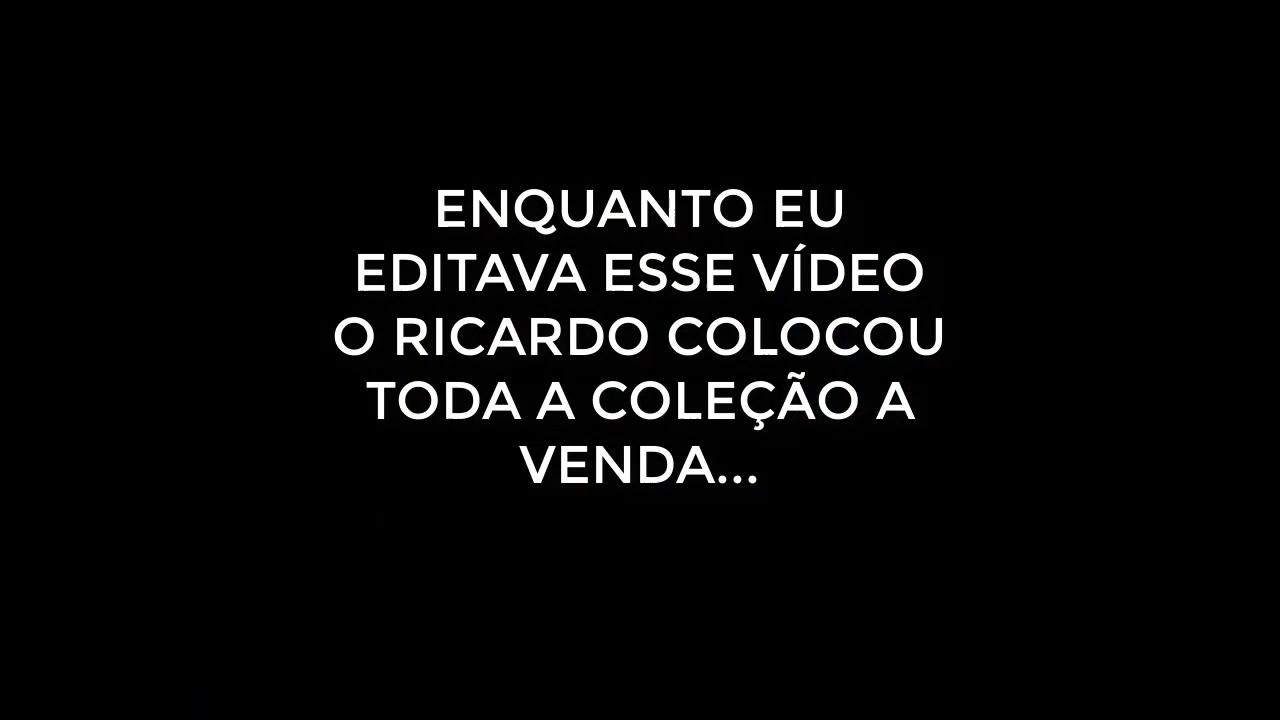 ENQUANTO EU
EDITAVA ESSE VÍDEO
O RICARDO COLOCOU
TODA A COLEÇÃO A
VENDA...